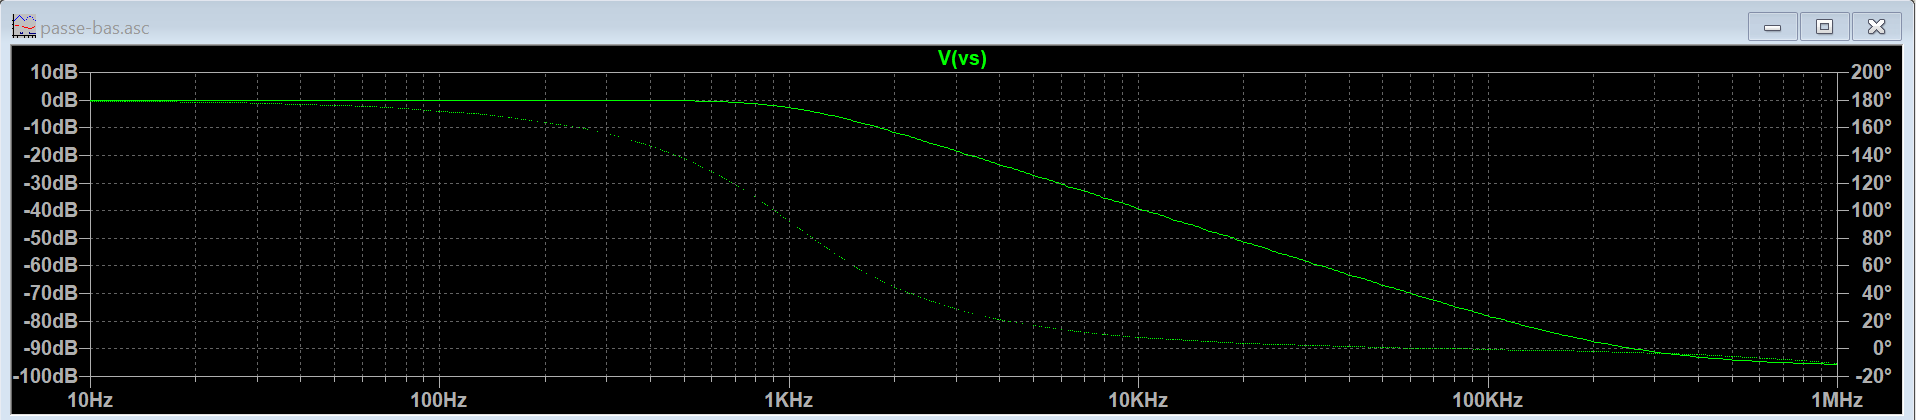 passe-bas.asc
V(vs)
10dB 200°
0dB 180°
-10dB 160°
-20dB 140°
-30dB 120°
-40dB 100°
-50dB 80°
-60dB 60°
-70dB 40°
-80dB 20°
-90dB 0°
-100dB -20°
10Hz 100Hz 1KHz 10KHz 100KHz 1MHz